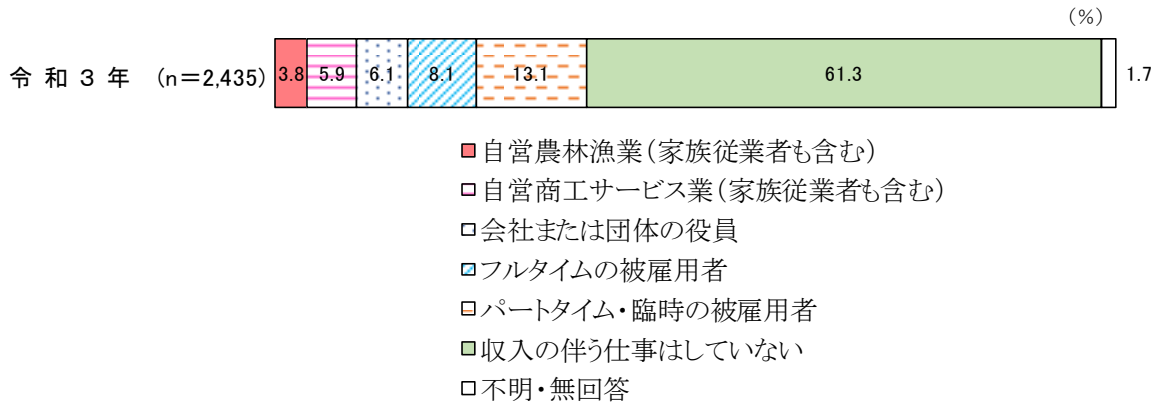 (%)
令和3年 (n=2,435) 3.8 5.9 6.1 8.1 13.1 61.3 1.7
自営農林漁業(家族従業者も含む)
自営商工サービス業(家族従業者も含む)
会社または団体の役員
フルタイムの被雇用者
パートタイム・臨時の被雇用者
収入の伴う仕事はしていない
不明・無回答